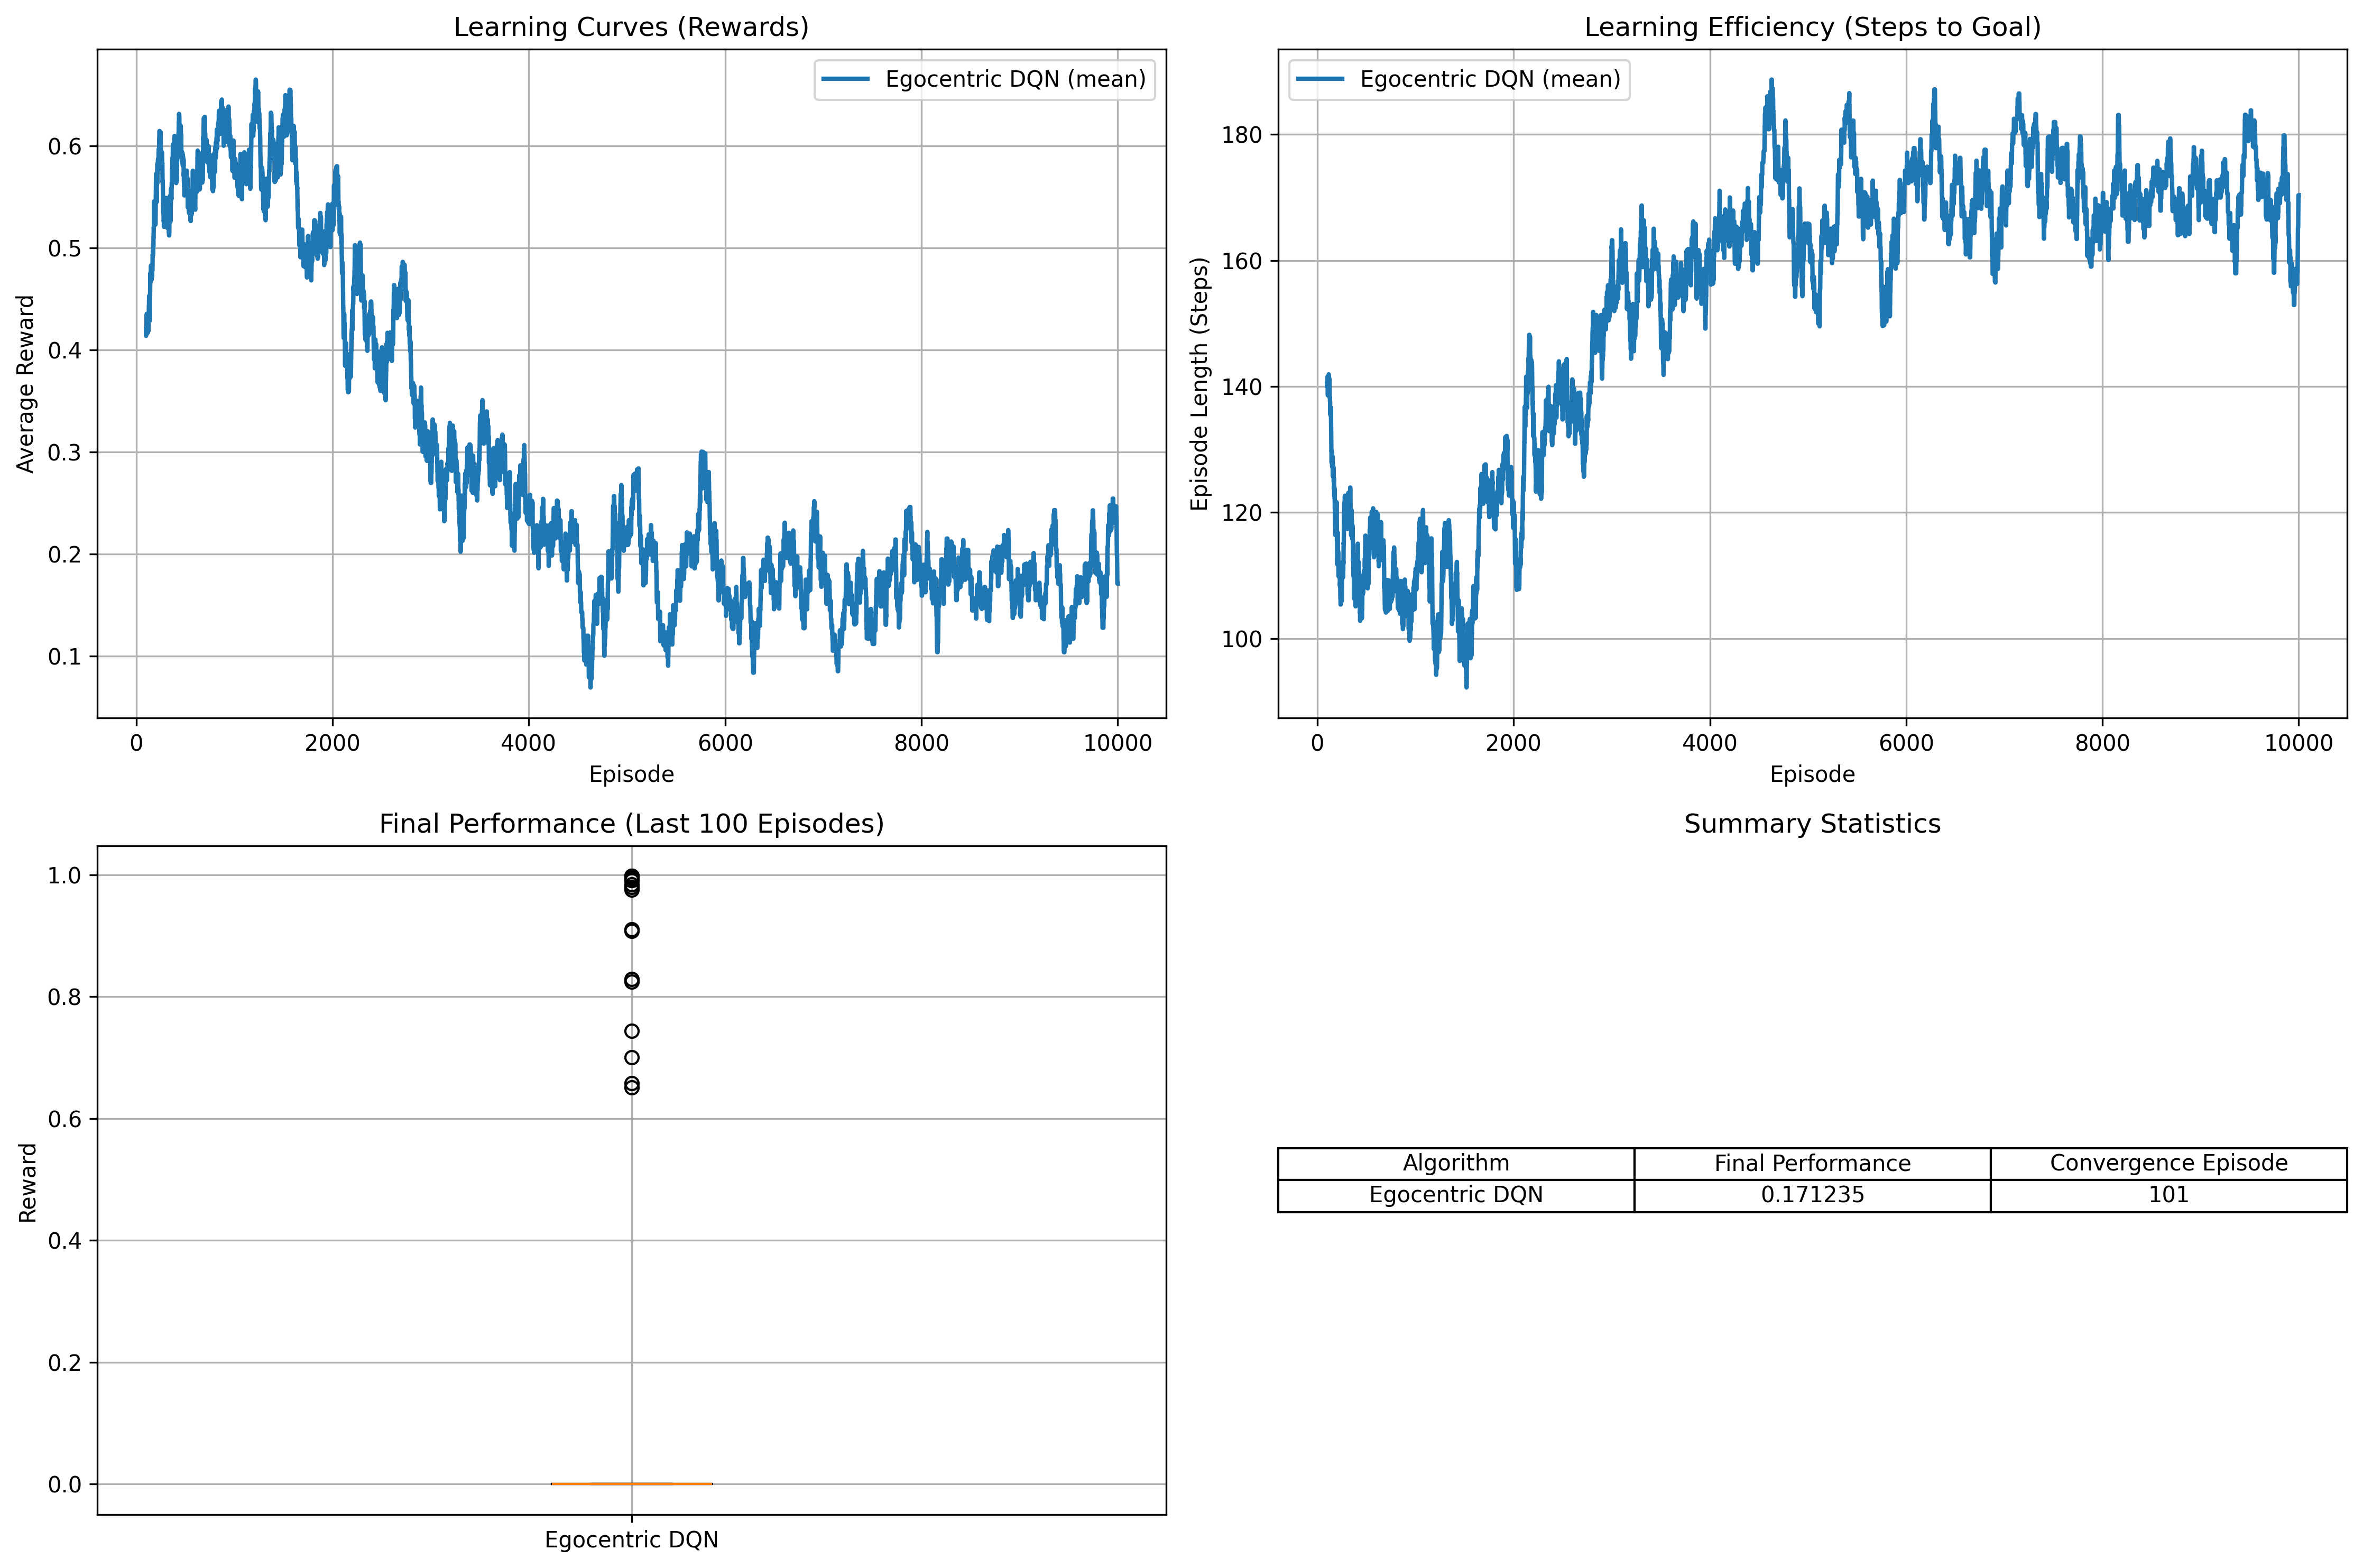 Learning Curves (Rewards)
Egocentric DQN (mean)
Average Reward
0.6
0.5
0.4
0.3
0.2
0.1
0 2000 4000 6000 8000 10000
Episode
Learning Efficiency (Steps to Goal)
Egocentric DQN (mean)
Episode Length (Steps)
180
160
140
120
100
0 2000 4000 6000 8000 10000
Episode
Final Performance (Last 100 Episodes)
Reward
1.0
0.8
0.6
0.4
0.2
0.0
Egocentric DQN
Summary Statistics
Algorithm Final Performance Convergence Episode
Egocentric DQN 0.171235 101